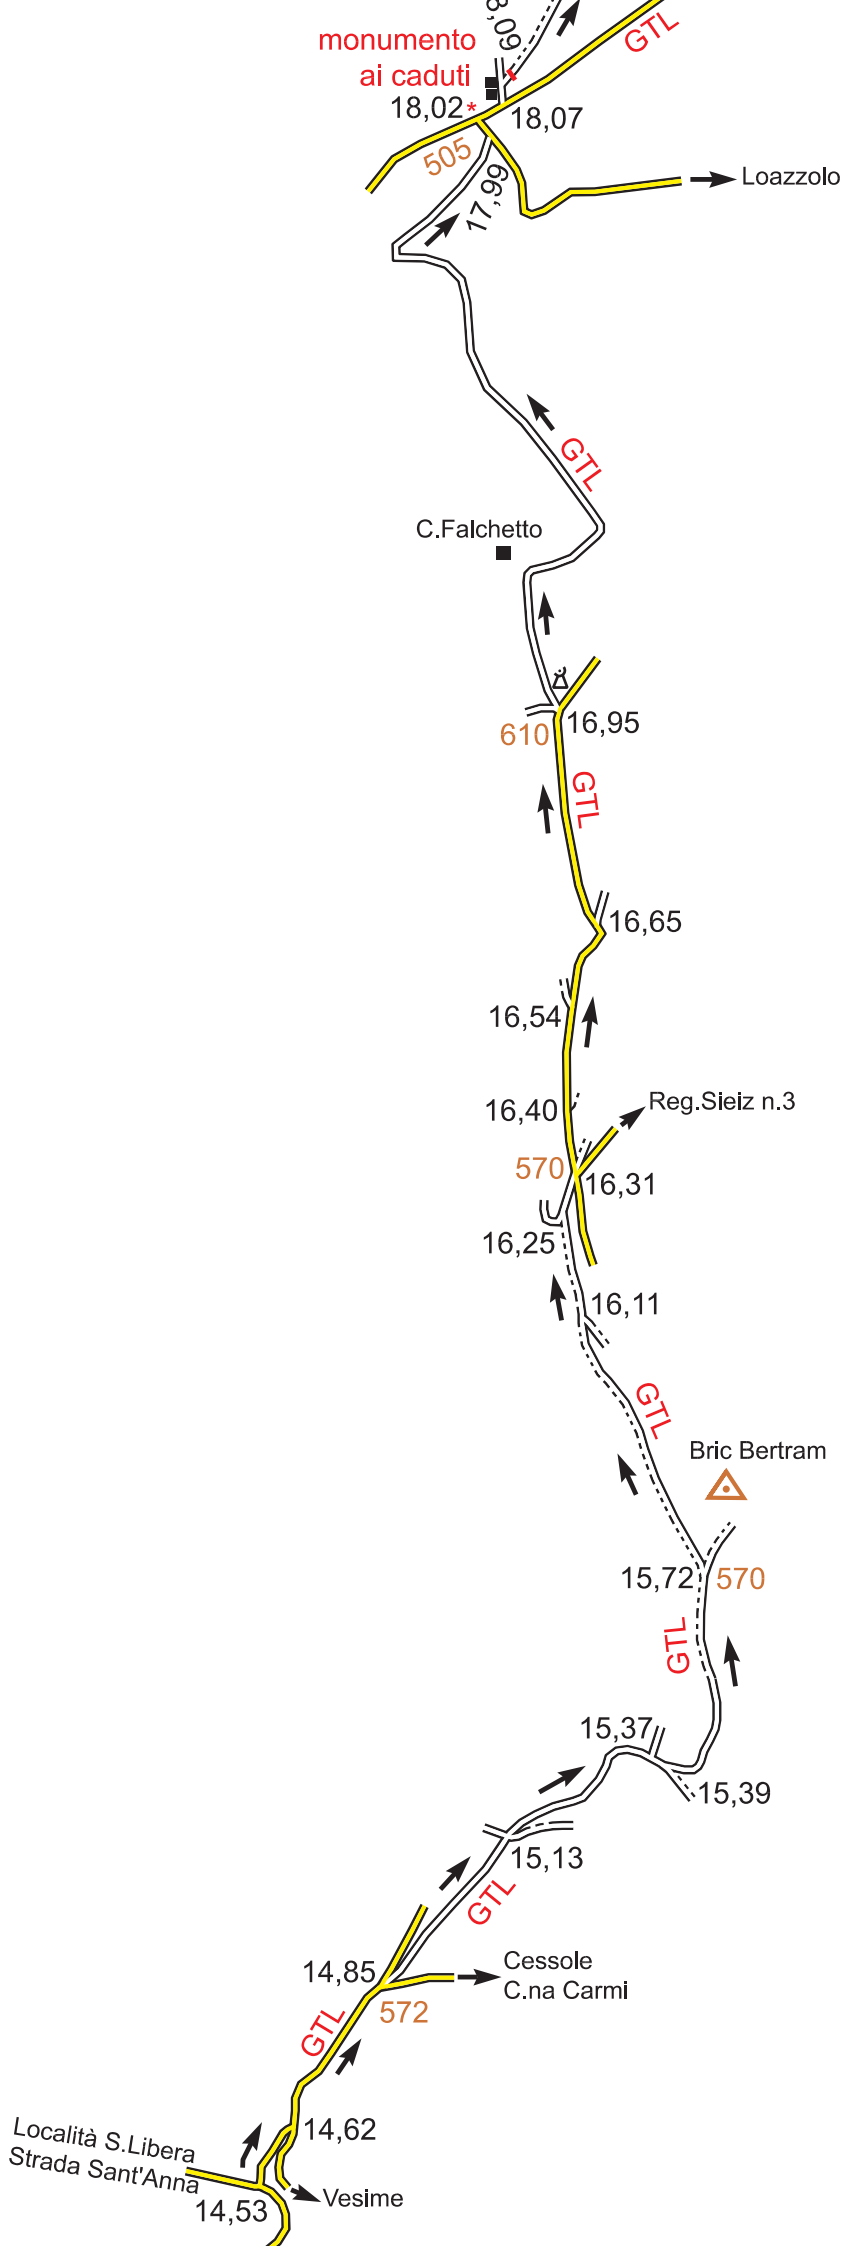 8,09
GTL
monumento
ai caduti
18,02*
18,07
505
17,99
Loazzolo
GTL
C.Falchetto
16,95
610
GTL
16,65
16,54
16,40
Reg.Sieiz n.3
570
16,31
16,25
16,11
GTL
Bric Bertram
15,72
570
GTL
15,37
15,39
15,13
GTL
Cessole
C.na Carmi
14,85
572
GTL
14,62
Località S.Libera
Strada Sant'Anna
Vesime
14,53